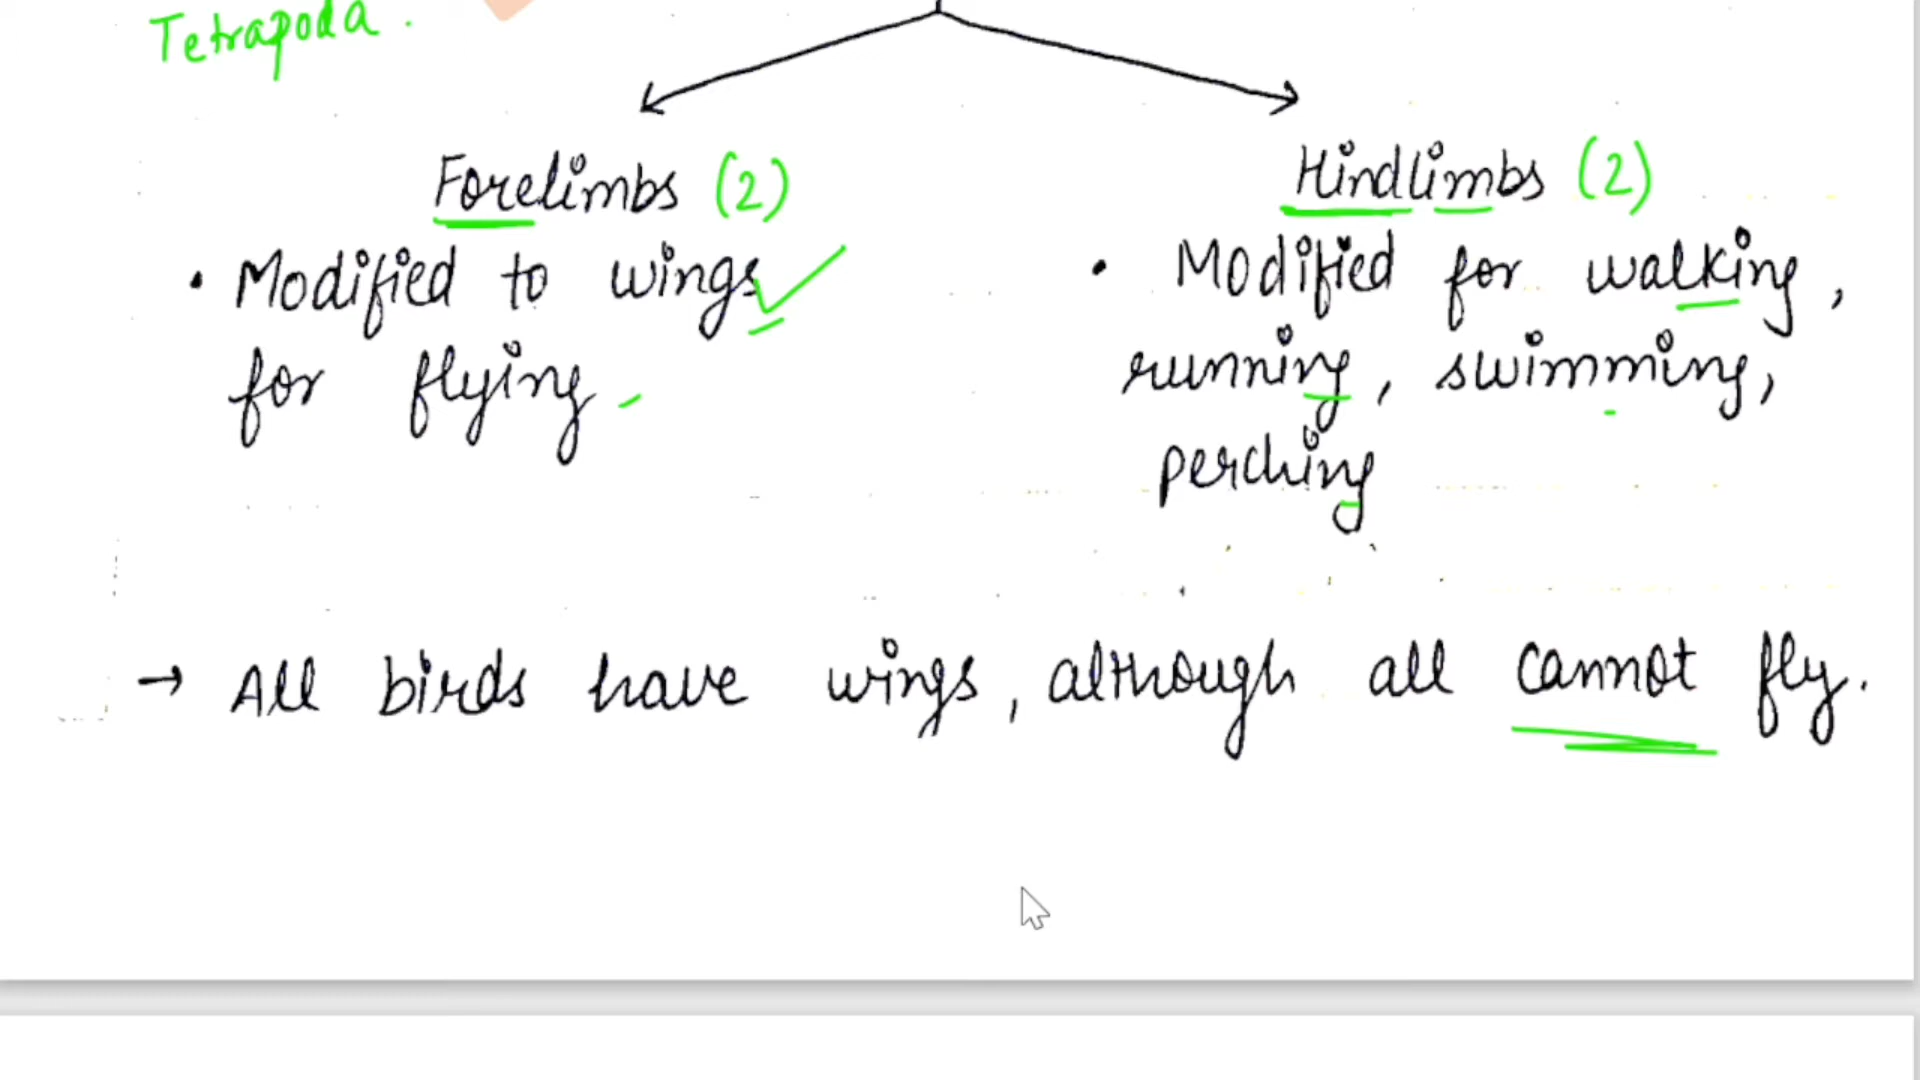 Tetrapoda.
Forelimbs (2)
• Modified to wings
for flying
Hindlimbs (2)
• Modified for walking,
running, swimming,
perching
→ All birds have wings, although all cannot fly.